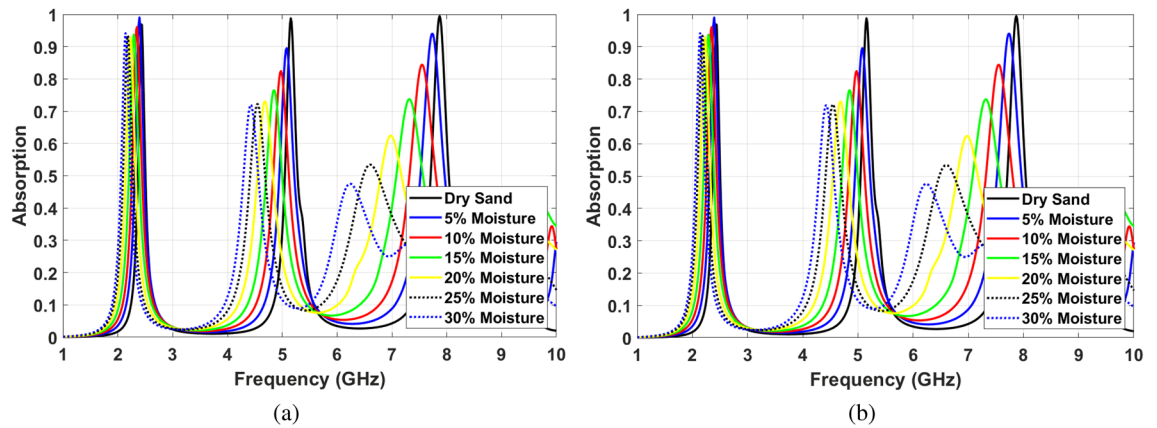 1
0.9
0.8
0.7
0.6
0.5
0.4
0.3
0.2
0.1
0
Absorption
Dry Sand
5% Moisture
10% Moisture
15% Moisture
20% Moisture
25% Moisture
30% Moisture
1 2 3 4 5 6 7 8 9 10
Frequency (GHz)
(a)
1
0.9
0.8
0.7
0.6
0.5
0.4
0.3
0.2
0.1
0
Absorption
Dry Sand
5% Moisture
10% Moisture
15% Moisture
20% Moisture
25% Moisture
30% Moisture
1 2 3 4 5 6 7 8 9 10
Frequency (GHz)
(b)